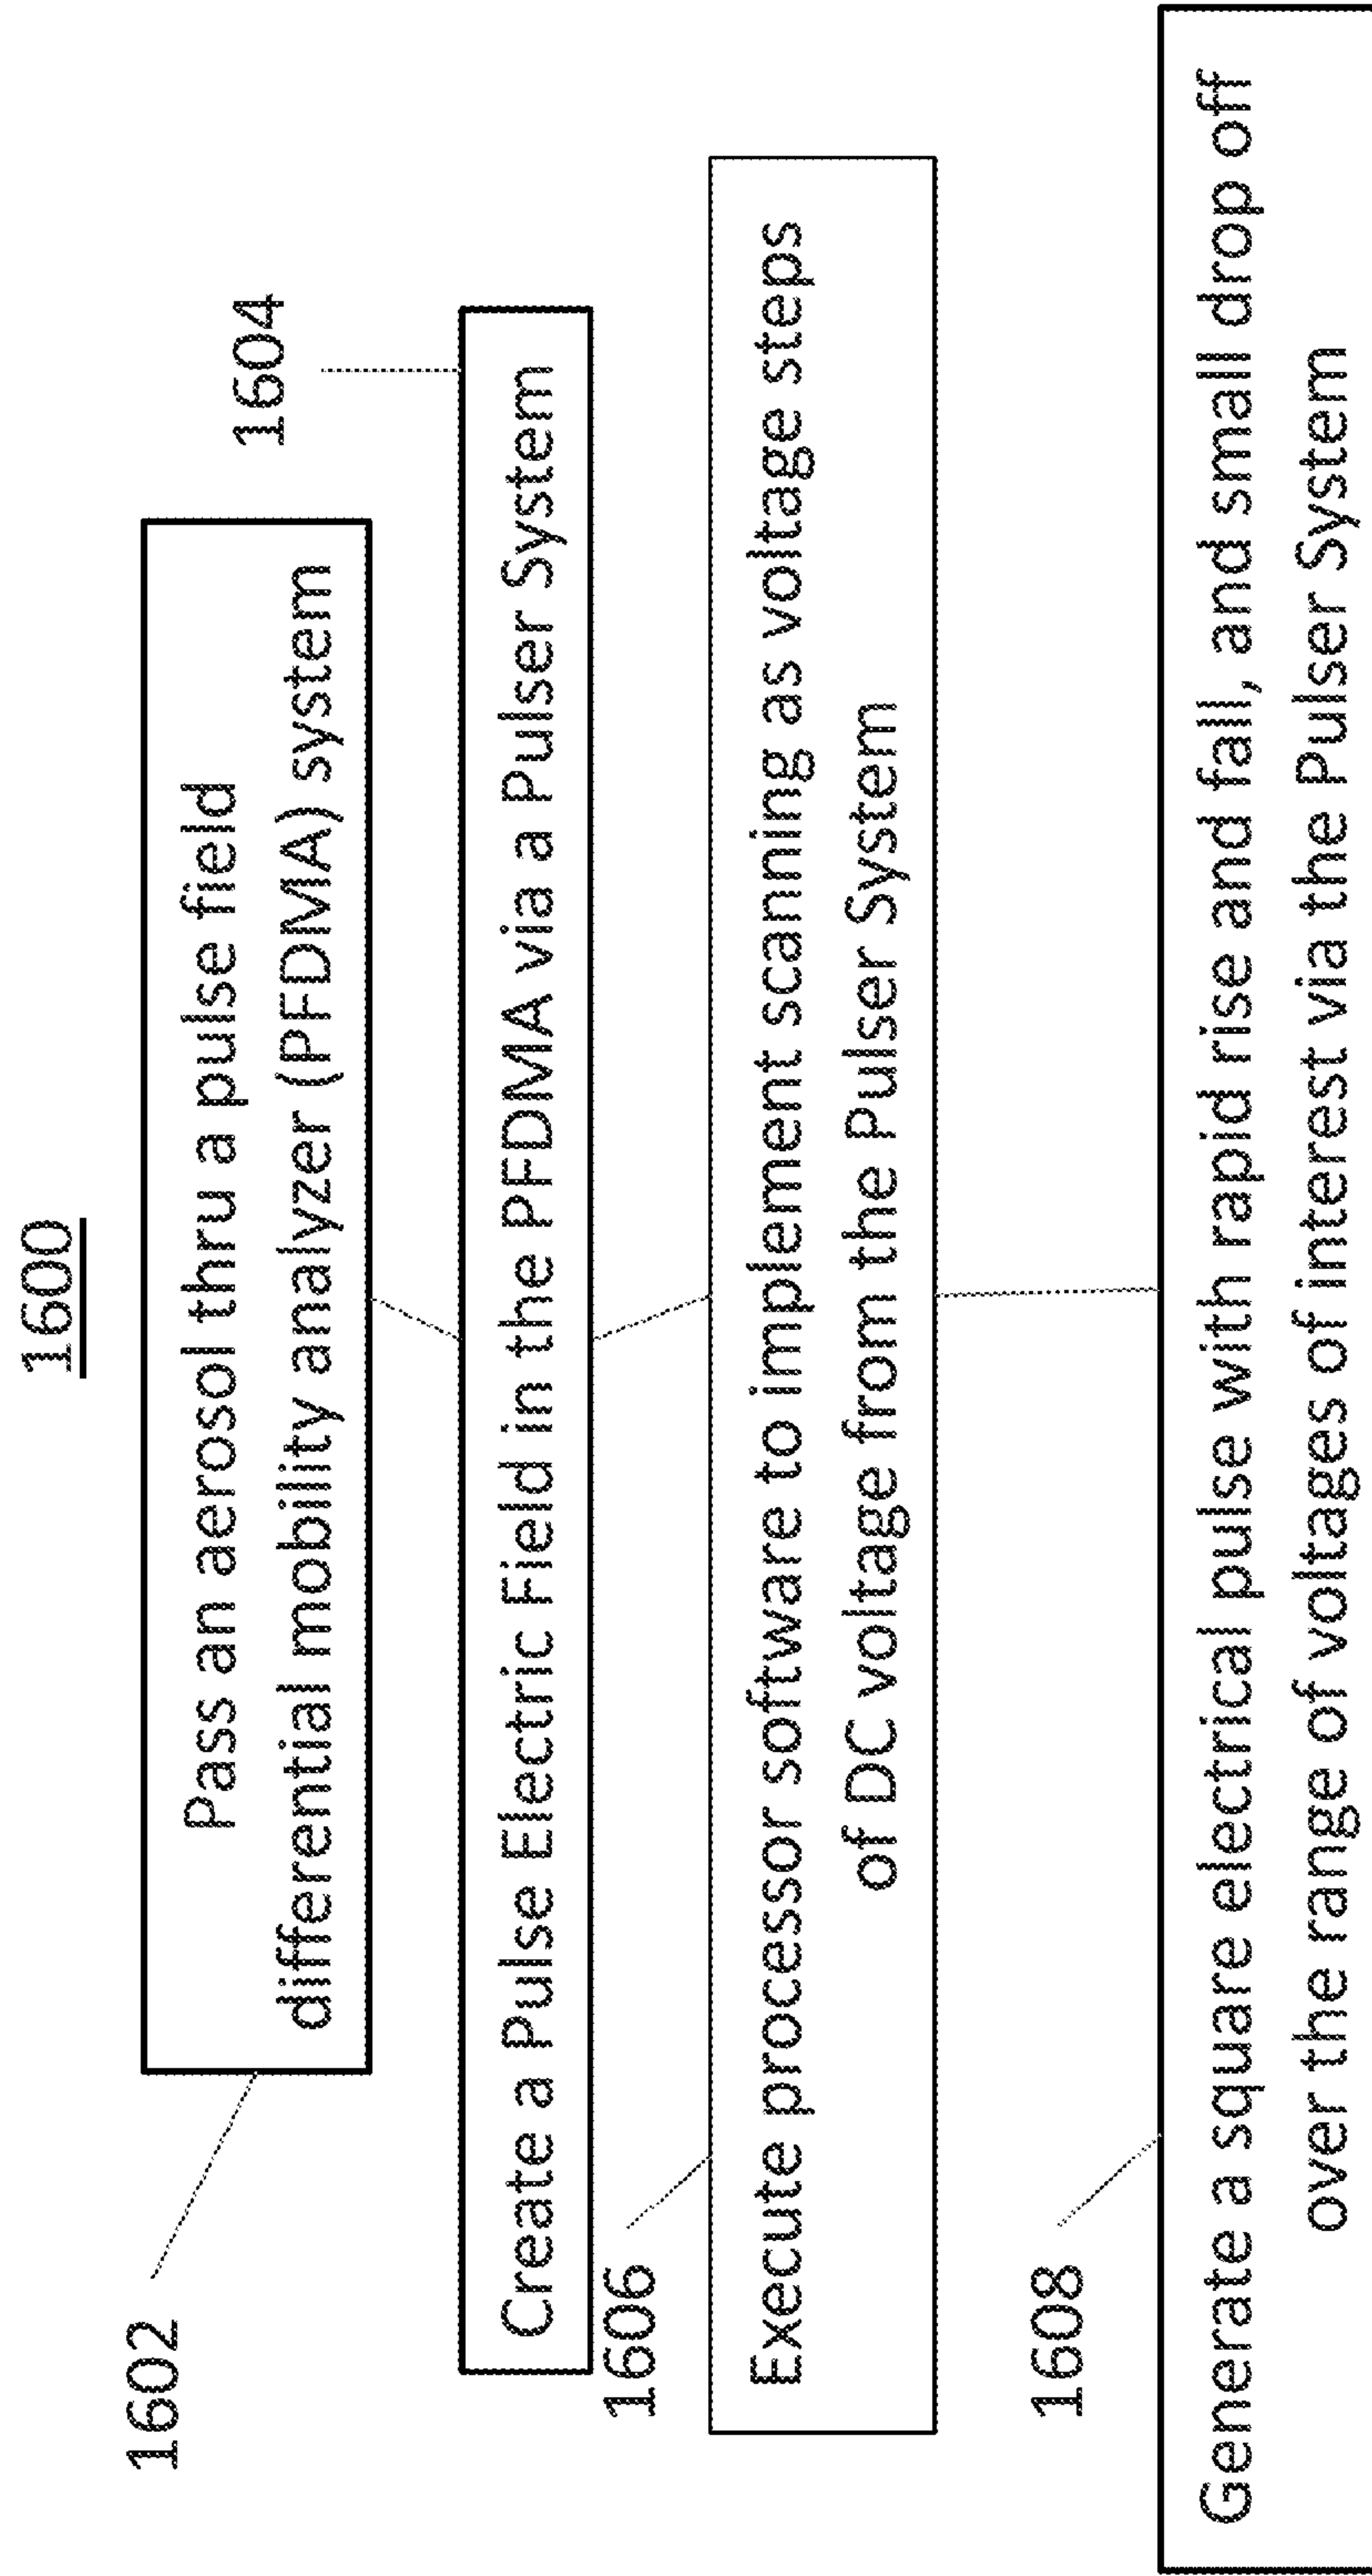 1600
1602
Pass an aerosol thru a pulse field
differential mobility analyzer (PFDMA) system
1604
Create a Pulse Electric Field in the PFDMA via a Pulser System
1606
Execute processor software to implement scanning as voltage steps
of DC voltage from the Pulser System
1608
Generate a square electrical pulse with rapid rise and fall, and small drop off
over the range of voltages of interest via the Pulser System